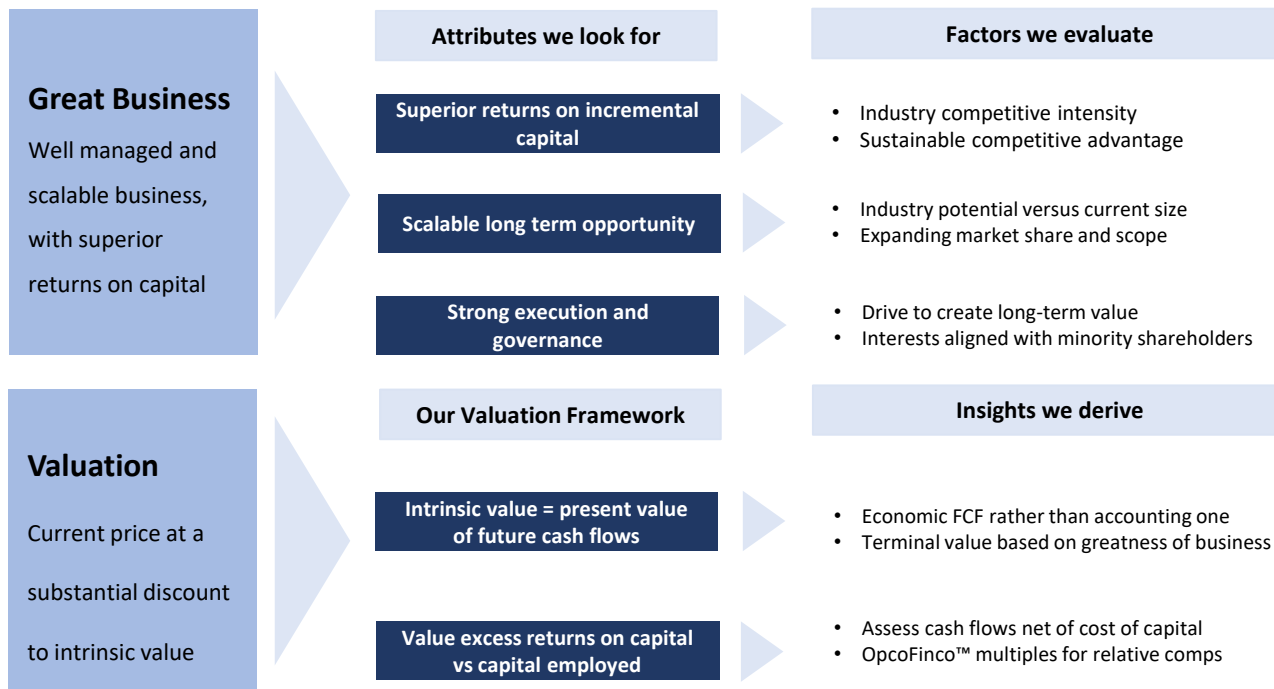 Attributes we look for
Factors we evaluate
Great Business
Well managed and
scalable business,
with superior
returns on capital
Superior returns on incremental
capital
• Industry competitive intensity
• Sustainable competitive advantage
Scalable long term opportunity
• Industry potential versus current size
• Expanding market share and scope
Strong execution and
governance
• Drive to create long-term value
• Interests aligned with minority shareholders
Our Valuation Framework
Insights we derive
Valuation
Current price at a
substantial discount
to intrinsic value
Intrinsic value = present value
of future cash flows
• Economic FCF rather than accounting one
• Terminal value based on greatness of business
Value excess returns on capital
vs capital employed
• Assess cash flows net of cost of capital
• OpcoFinco™ multiples for relative comps